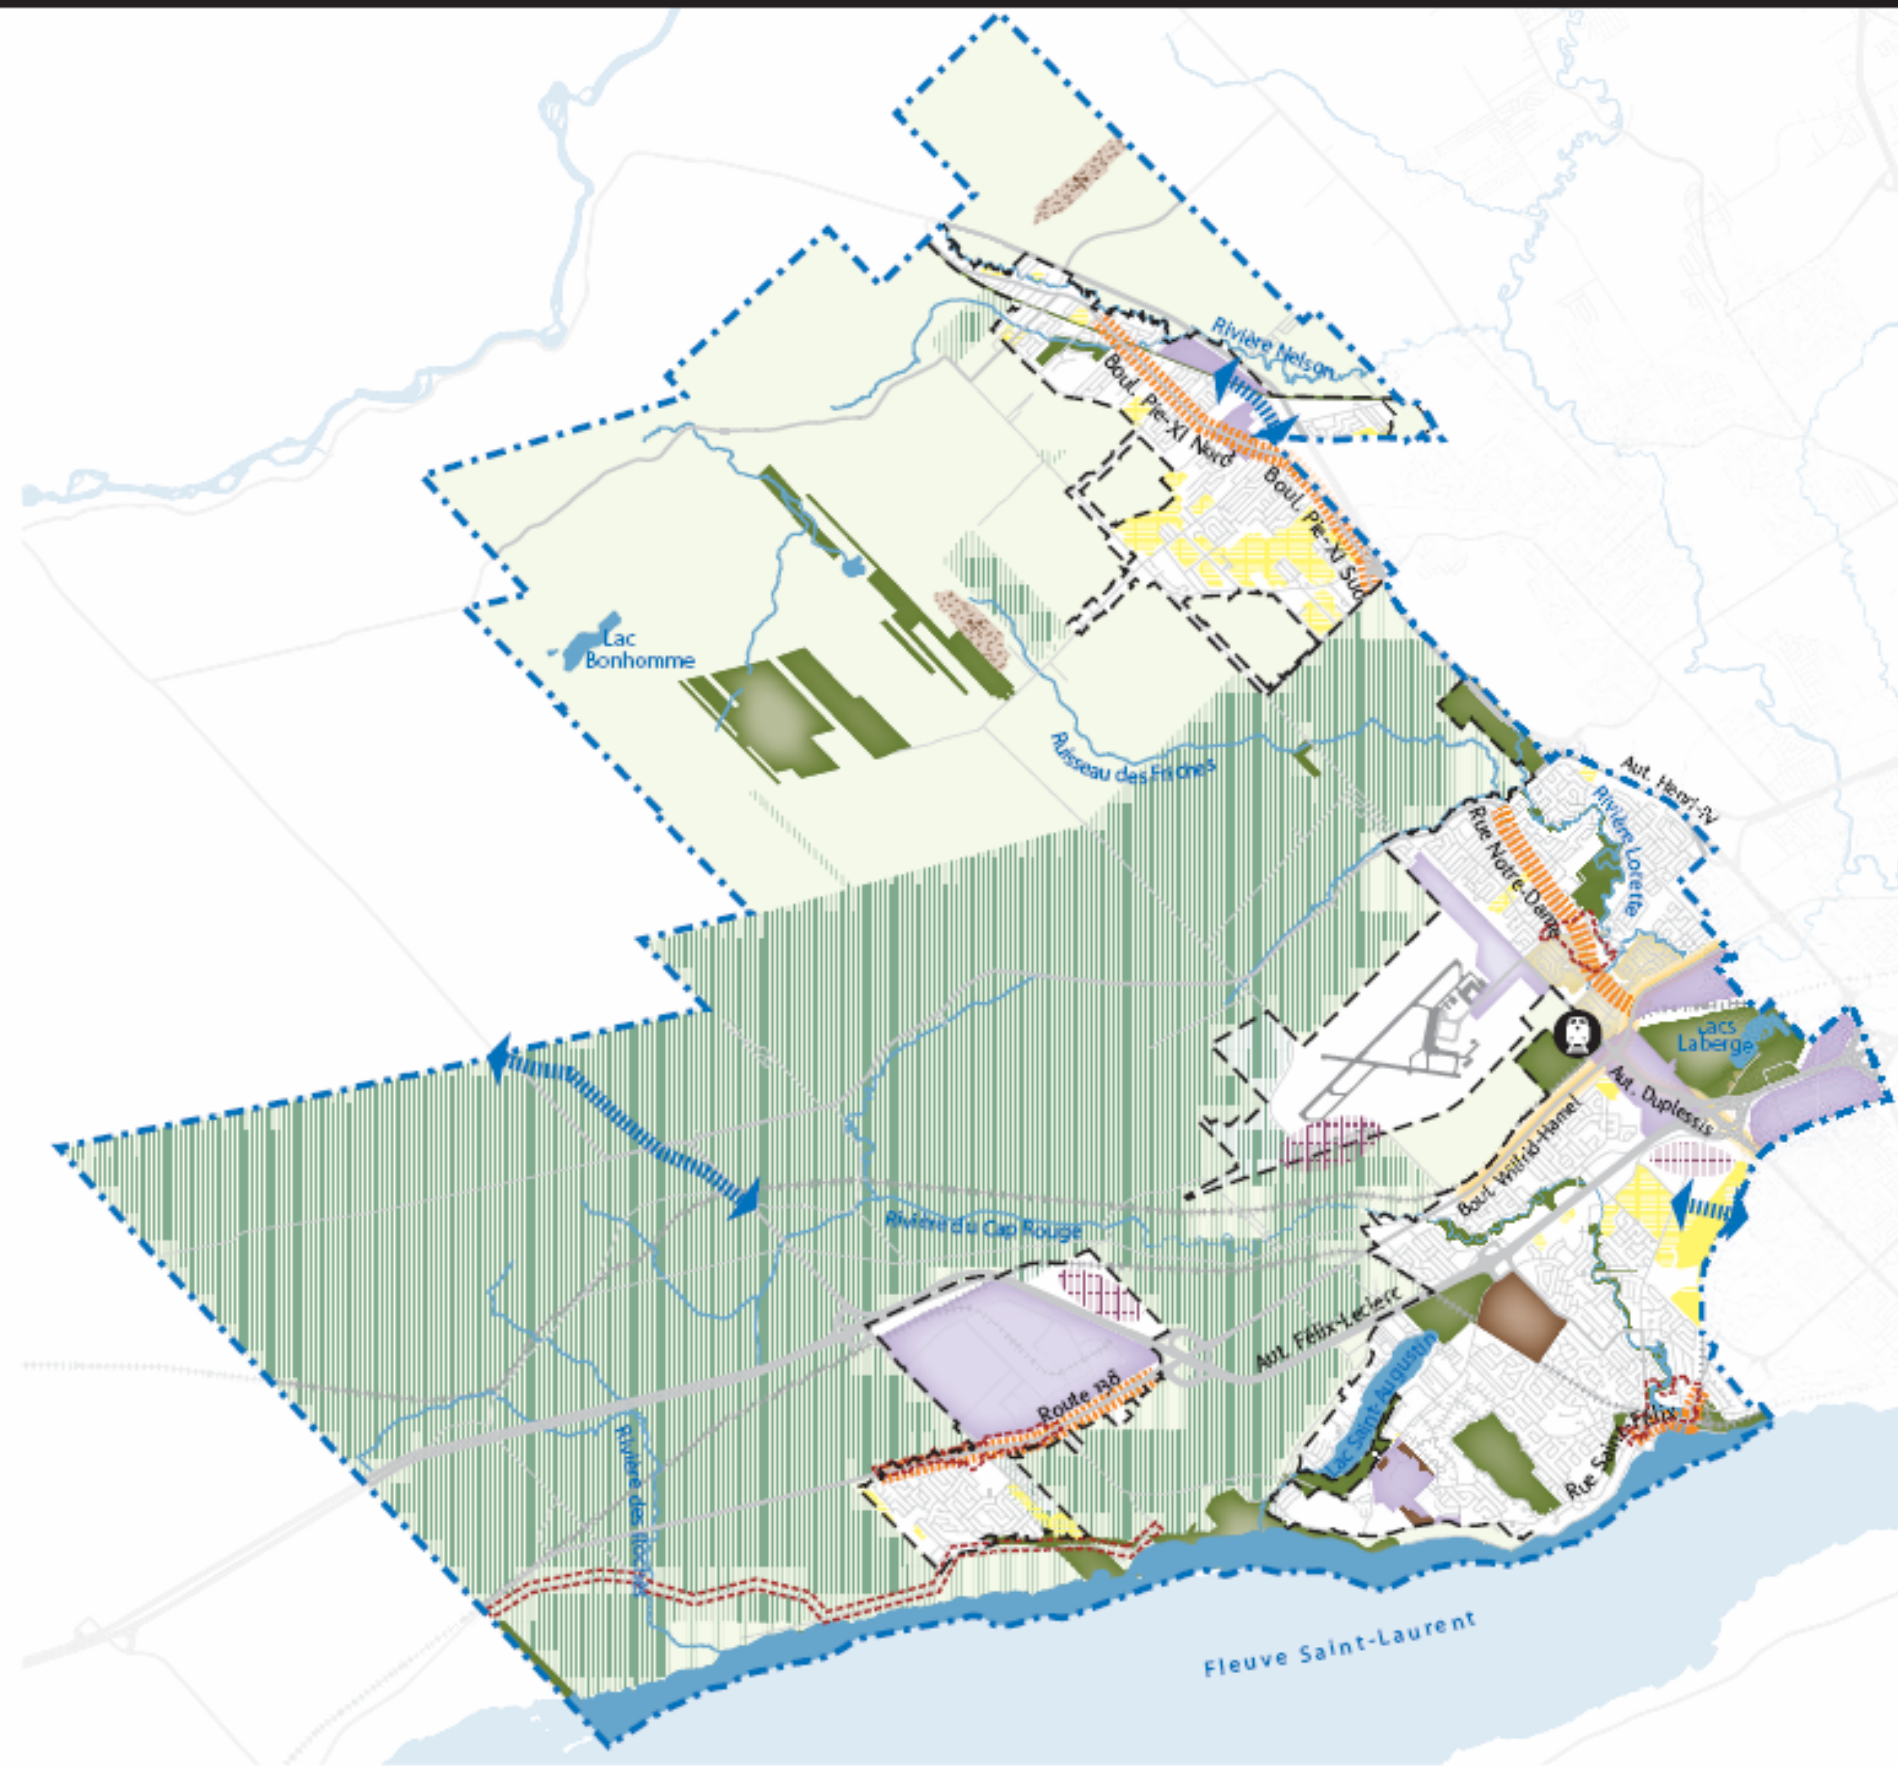 Rivière Nelson
Boul. Pie-XI Nord
Boul. Pie-XI Sud
Lac
Bonhomme
Ruisseau des Friches
Aut. Henri-IV
Rivière Lorette
Rue Notre-Dame
Lacs
Laberge
Aut. Duplessis
Boul. Wilfrid-Hamel
Rivière du Cap Rouge
Aut. Félix-Leclerc
Route 138
Lac Saint-Augustin
Rue Saint-Félix
Rivière des Roches
Fleuve Saint-Laurent